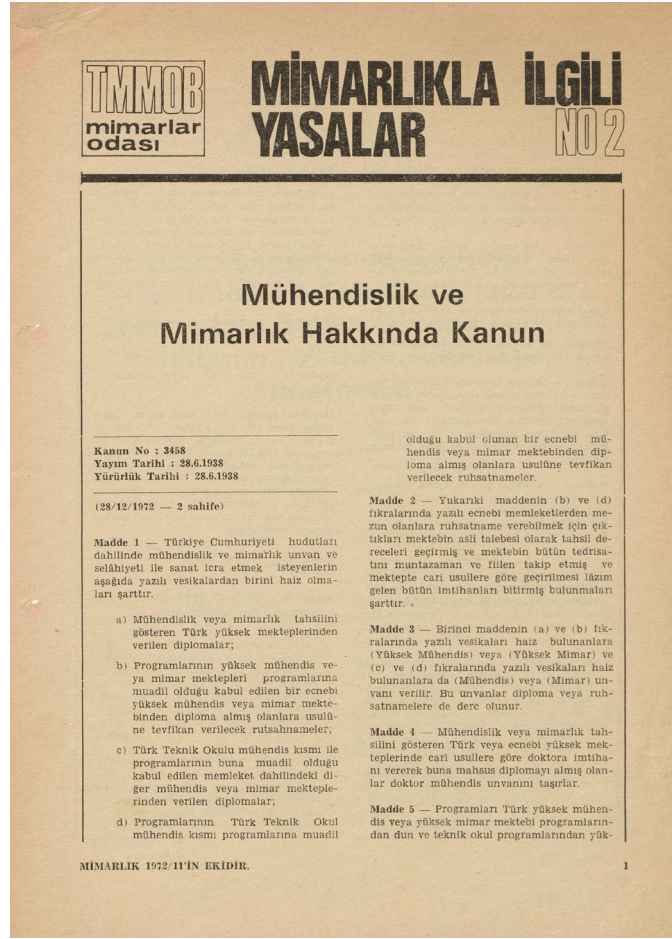 TMMOB
mimarlar
odası
MİMARLIKLA İLGİLİ
YASALAR NO 2
Mühendislik ve
Mimarlık Hakkında Kanun
Kanun No : 3458
Yayım Tarihi : 28.6.1938
Yürürlük Tarihi : 28.6.1938
(28/12/1972 — 2 sahife)
Madde 1 — Türkiye Cumhuriyeti hudutları
dahilinde mühendislik ve mimarlık unvan ve
selâhiyeti ile sanat icra etmek isteyenlerin
aşağıda yazılı vesikalardan birini haiz olma-
ları şarttır.
a) Mühendislik veya mimarlık tahsilini
gösteren Türk yüksek mekteplerinden
verilen diplomalar;
b) Programlarının yüksek mühendis ve-
ya mimar mektepleri programlarına
muadil olduğu kabul edilen bir ecnebi
yüksek mühendis veya mimar mekte-
binden diploma almış olanlara usulü-
ne tevfikan verilecek rutsahnameler;
c) Türk Teknik Okulu mühendis kısmı ile
programlarının buna muadil olduğu
kabul edilen memleket dahilindeki di-
ğer mühendis veya mimar mektepler-
rinden verilen diplomalar;
d) Programlarının Türk Teknik Okul
mühendis kısmı programlarına muadil
olduğu kabul olunan bir ecnebi mü-
hendis veya mimar mektebinden dip-
loma almış olanlara usulüne tevfikan
verilecek ruhsatnameler.
Madde 2 — Yukarıki maddenin (b) ve (d)
fıkralarında yazılı ecnebi memleketlerden me-
zun olanlara ruhsatname verebilmek için çık-
tıkları mektebin asli talebesi olarak tahsil de-
receleri geçirmiş ve mektebin bütün tedrisa-
tını muntazaman ve fiilen takip etmiş ve
mektepte cari usullere göre geçirilmesi lâzım
gelen bütün imtihanları bitirmiş bulunmaları
şarttır.
Madde 3 — Birinci maddenin (a) ve (b) fık-
ralarında yazılı vesikaları haiz bulunanlara
(Yüksek Mühendis) veya (Yüksek Mimar) ve
(c) ve (d) fıkralarında yazılı vesikaları haiz
bulunanlara da (Mühendis) veya (Mimar) un-
vanı verilir. Bu unvanlar diploma veya ruh-
satnamelere de derc olunur.
Madde 4 — Mühendislik veya mimarlık tah-
silini gösteren Türk veya ecnebi yüksek mek-
teplerinde cari usullere göre doktora imtiha-
nı vererek buna mahsus diplomayı almış olan-
lar doktor mühendis unvanını taşırlar.
Madde 5 — Programları Türk yüksek mühen-
dis veya yüksek mimar mektebi programların-
dan dun ve teknik okul programlarından yük-
MİMARLIK 1972/11'İN EKİDİR.
1